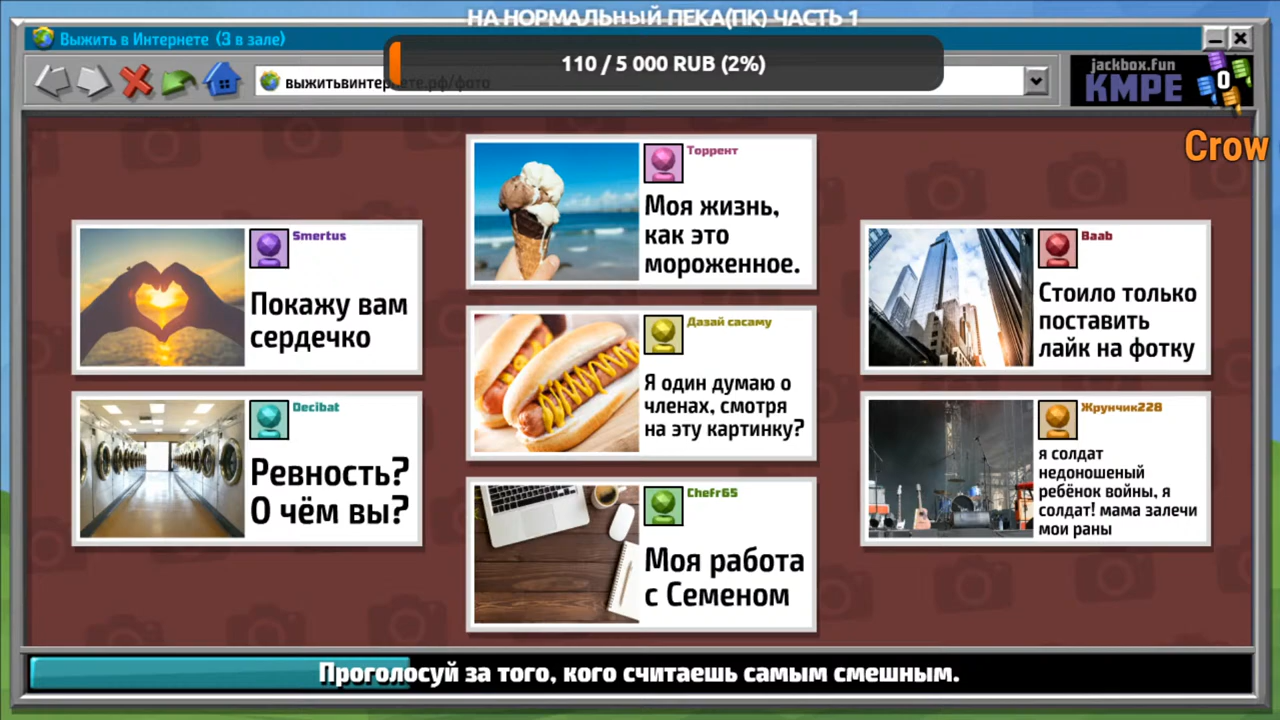 НА НОРМАЛЬНЫЙ ПЕКА(ПК) ЧАСТЬ 1
Выжить в Интернете (3 в зале)
110 / 5 000 RUB (2%)
выжитьвинтернете.рф/фото
jackbox.fun
KMPE
0
Crow
Торрент
Моя жизнь,
как это
мороженное.
Smertus
Покажу вам
сердечко
Baab
Стоило только
поставить
лайк на фотку
Дазай сасаму
Я один думаю о
членах, смотря
на эту картинку?
Decibat
Ревность?
О чём вы?
Жрунчик228
я солдат
недоношеный
ребёнок войны, я
солдат! мама залечи
мои раны
Chefr65
Моя работа
с Семеном
Проголосуй за того, кого считаешь самым смешным.